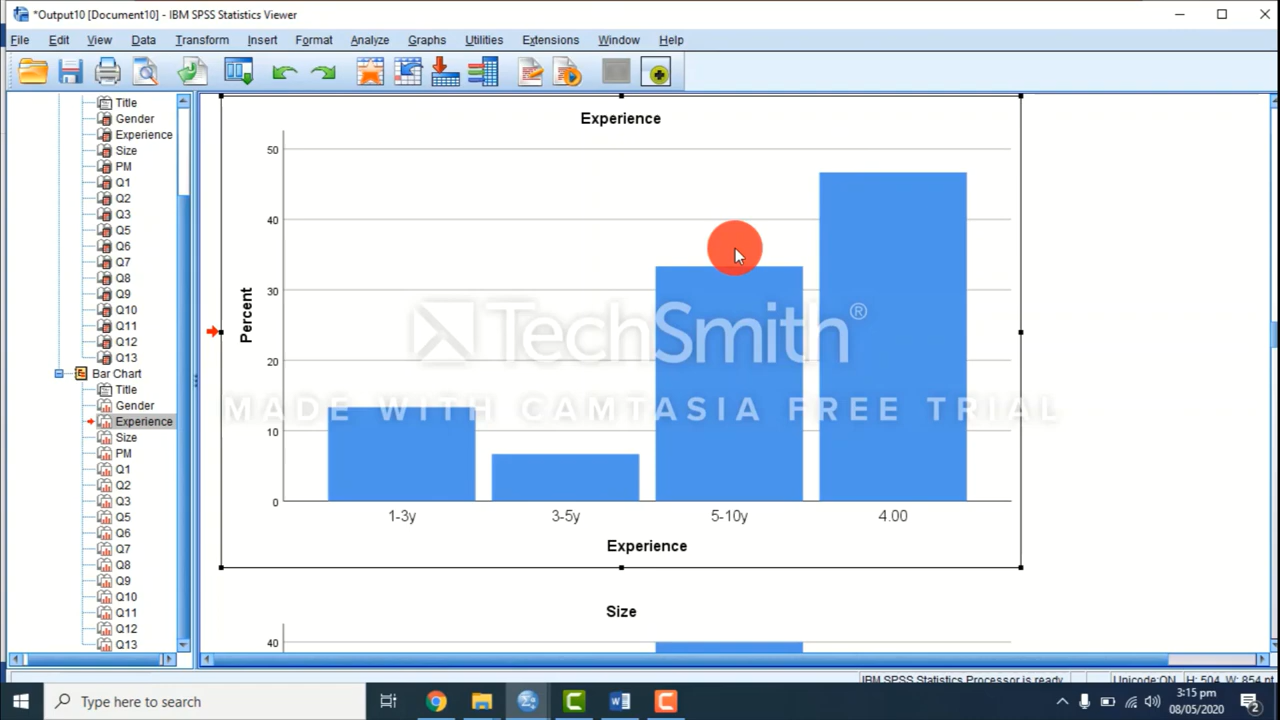 *Output10 [Document10] - IBM SPSS Statistics Viewer
File Edit View Data Transform Insert Format Analyze Graphs Utilities Extensions Window Help
Title
Gender
Experience
Size
PM
Q1
Q2
Q3
Q5
Q6
Q7
Q8
Q9
Q10
Q11
Q12
Q13
Bar Chart
Title
Gender
Experience
Size
PM
Q1
Q2
Q3
Q5
Q6
Q7
Q8
Q9
Q10
Q11
Q12
Q13
Experience
50
40
30
20
10
0
Percent
1-3y 3-5y 5-10y 4.00
Experience
TechSmith®
MADE WITH CAMTASIA FREE TRIAL
Size
40
IBM SPSS Statistics Processor is ready Unicode:ON H: 504, W: 854 pt
Type here to search
3:15 pm
08/05/2020
2